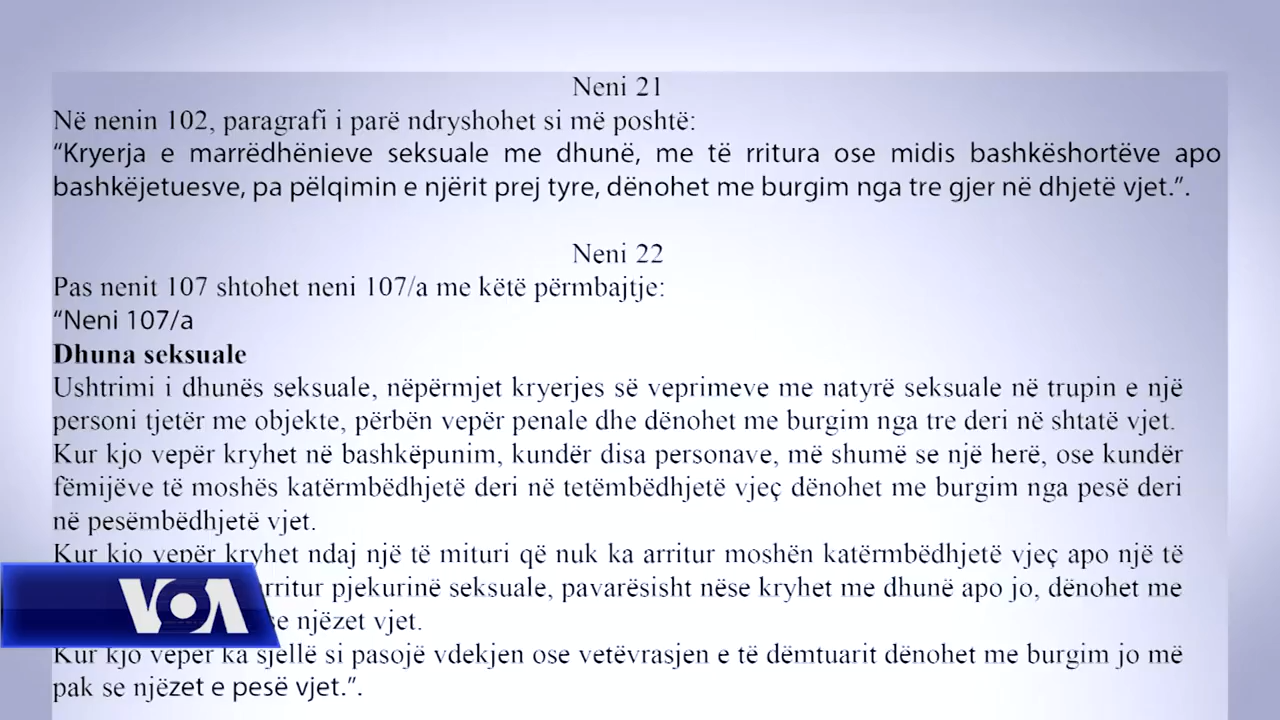 Neni 21
Në nenin 102, paragrafi i parë ndryshohet si më poshtë:
“Kryerja e marrëdhënieve seksuale me dhunë, me të rritura ose midis bashkëshortëve apo
bashkëjetuesve, pa pëlqimin e njërit prej tyre, dënohet me burgim nga tre gjer në dhjetë vjet.”.
Neni 22
Pas nenit 107 shtohet neni 107/a me këtë përmbajtje:
“Neni 107/a
Dhuna seksuale
Ushtrimi i dhunës seksuale, nëpërmjet kryerjes së veprimeve me natyrë seksuale në trupin e një
personi tjetër me objekte, përbën vepër penale dhe dënohet me burgim nga tre deri në shtatë vjet.
Kur kjo vepër kryhet në bashkëpunim, kundër disa personave, më shumë se një herë, ose kundër
fëmijëve të moshës katërmbëdhjetë deri në tetëmbëdhjetë vjeç dënohet me burgim nga pesë deri
në pesëmbëdhjetë vjet.
Kur kjo vepër kryhet ndaj një të mituri që nuk ka arritur moshën katërmbëdhjetë vjeç apo një të
pjekurinë seksuale, pavarësisht nëse kryhet me dhunë apo jo, dënohet me
njëzet vjet.
Kur kjo vepër ka sjellë si pasojë vdekjen ose vetëvrasjen e të dëmtuarit dënohet me burgim jo më
pak se njëzet e pesë vjet.”.
VOA